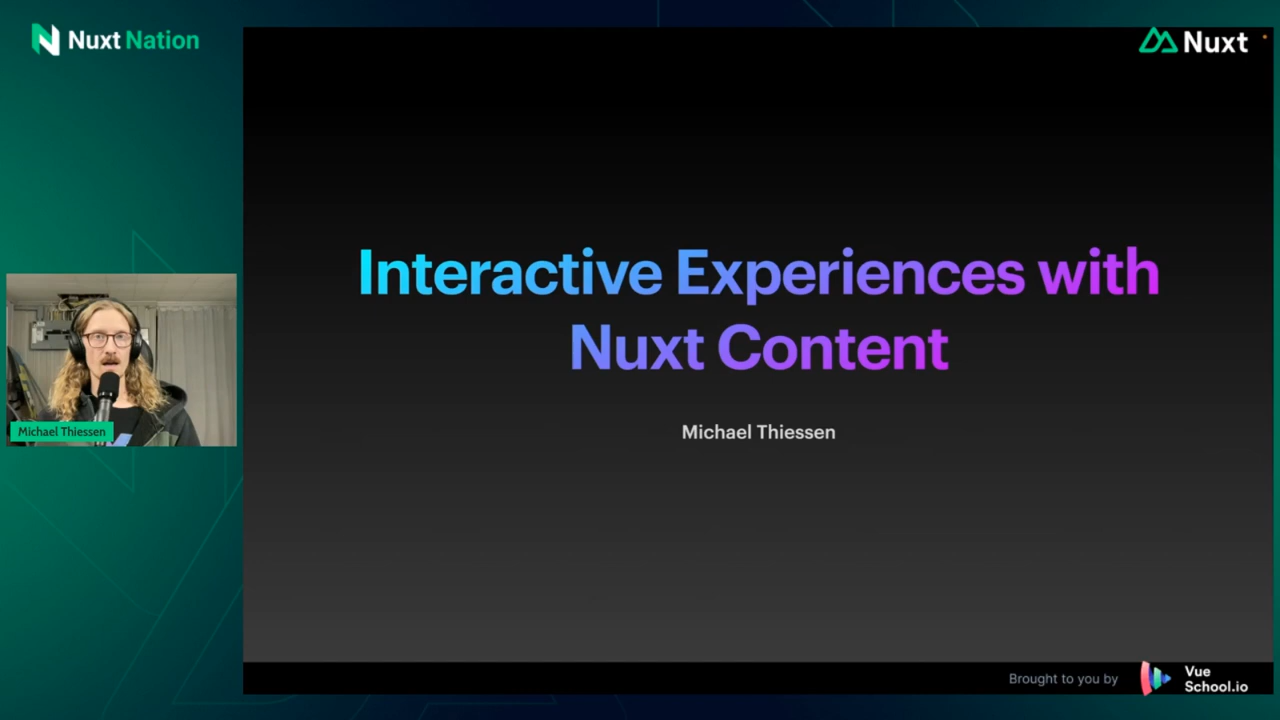 Nuxt Nation
Nuxt
Interactive Experiences with
Nuxt Content
Michael Thiessen
Michael Thiessen
Brought to you by
Vue
School.io